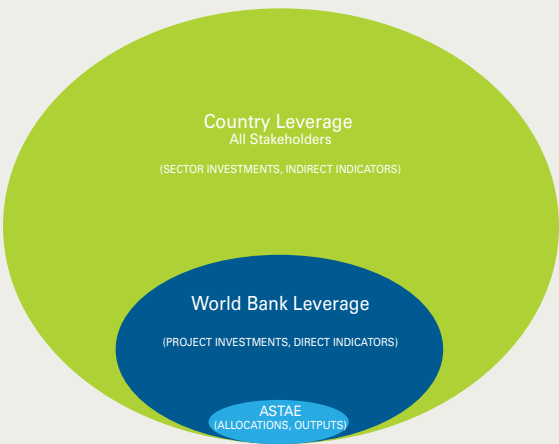 Country Leverage
All Stakeholders
(SECTOR INVESTMENTS, INDIRECT INDICATORS)
World Bank Leverage
(PROJECT INVESTMENTS, DIRECT INDICATORS)
ASTAE
(ALLOCATIONS, OUTPUTS)